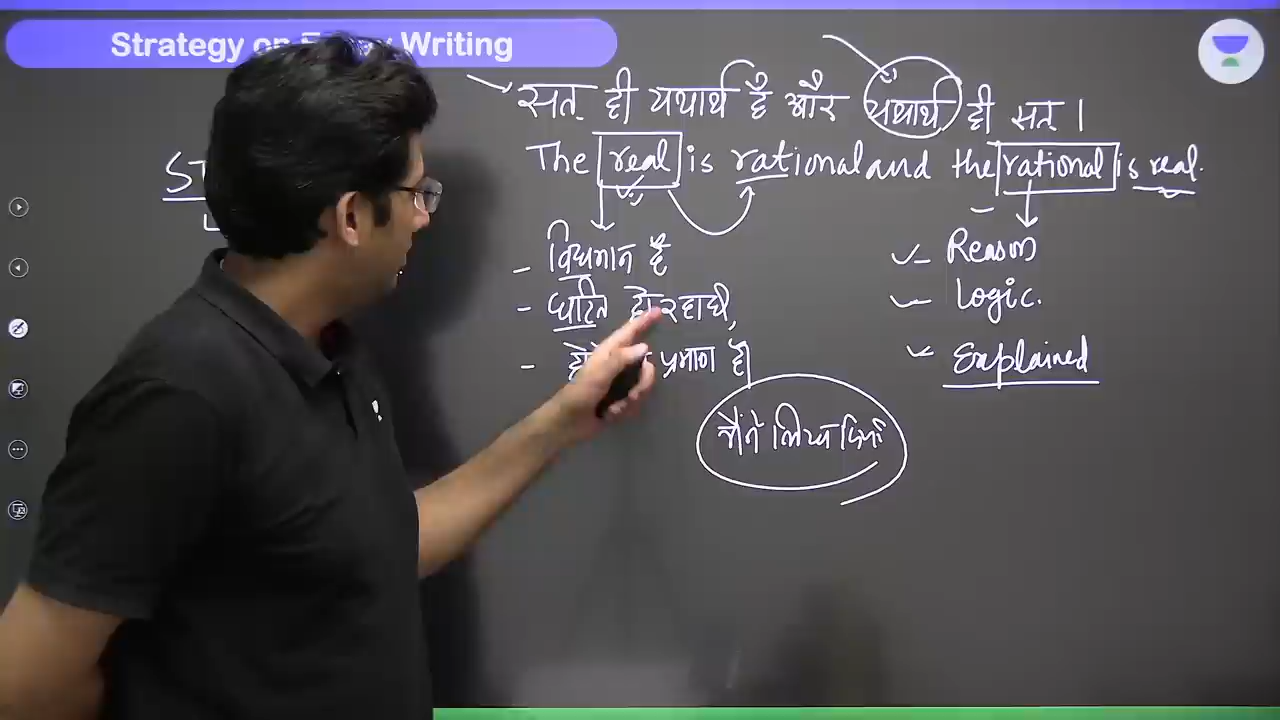 Strategy on Writing
सत् ही यथार्थ है और यथार्थ ही सत् ।
The real is rational and the rational is real.
ST
- विद्यमान है
- घटित हो रहा हो,
- प्रमाण हो
Reason
Logic.
Explained
मैंने लिख दिया